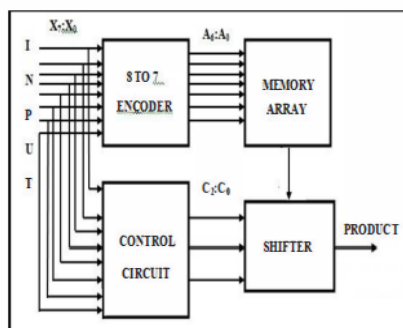 X7:X0
I
N
P
U
T
8 TO 7
ENCODER
A6:A0
MEMORY
ARRAY
C2:C0
CONTROL
CIRCUIT
SHIFTER
PRODUCT